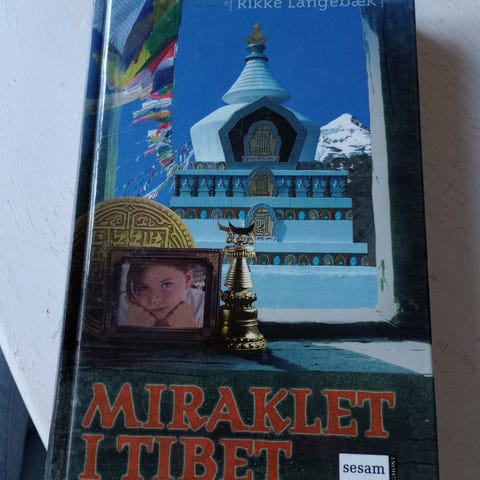 Rikke Langebæk
MIRAKLET
I TIBET
sesam